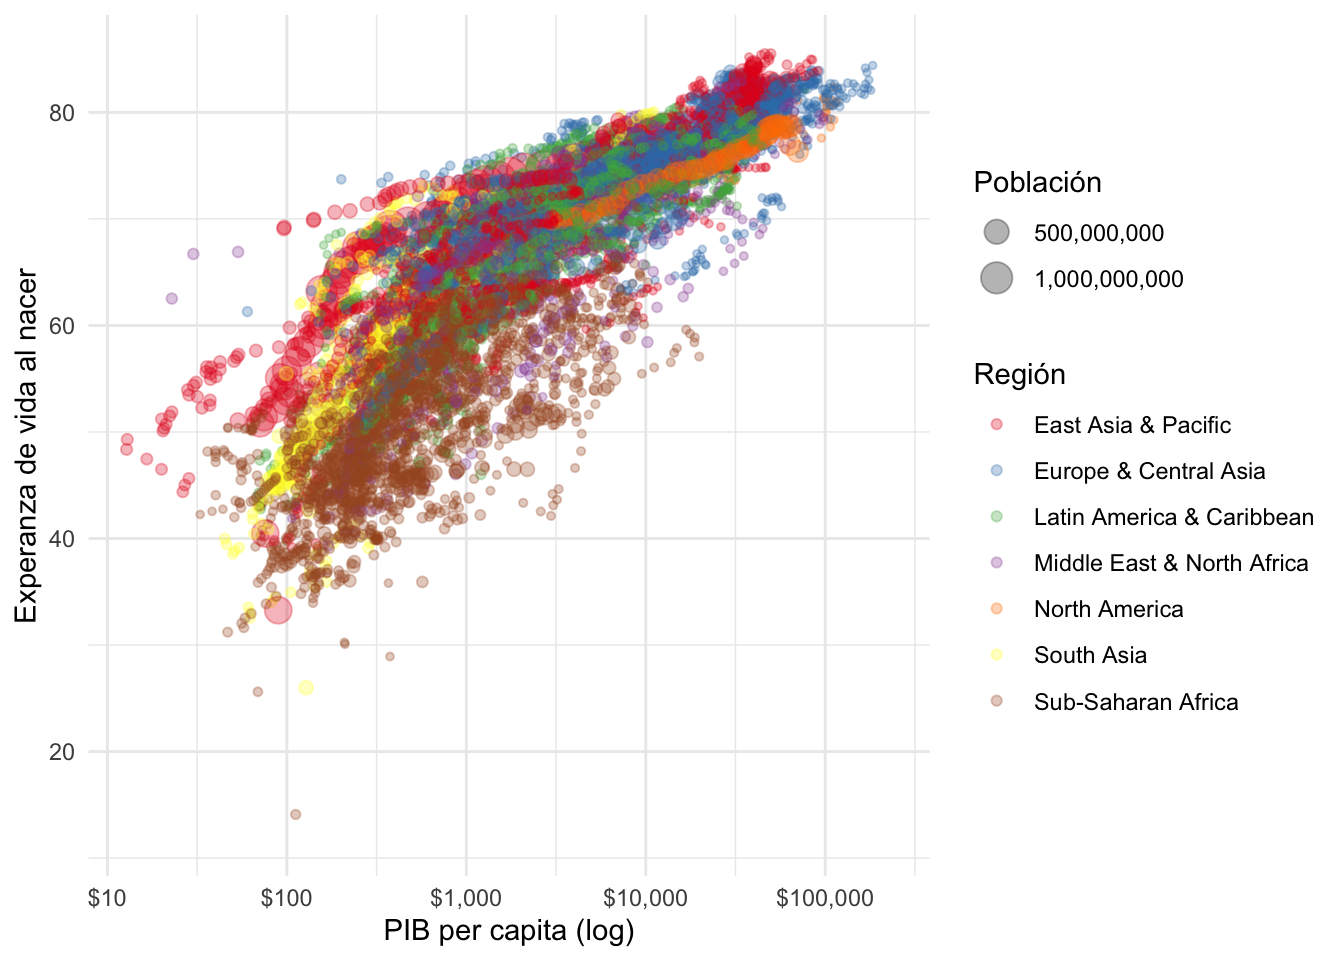 80
60
40
20
Esperanza de vida al nacer
$10
$100
$1,000
$10,000
$100,000
PIB per capita (log)
Población
500,000,000
1,000,000,000
Región
East Asia & Pacific
Europe & Central Asia
Latin America & Caribbean
Middle East & North Africa
North America
South Asia
Sub-Saharan Africa